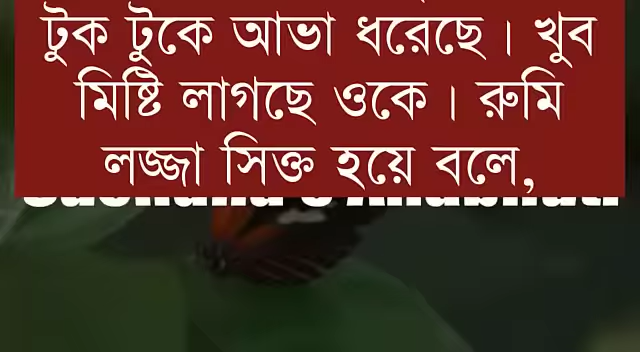 টুক টুকে আভা ধরেছে। খুব
মিষ্টি লাগছে ওকে। রুমি
লজ্জা সিক্ত হয়ে বলে,